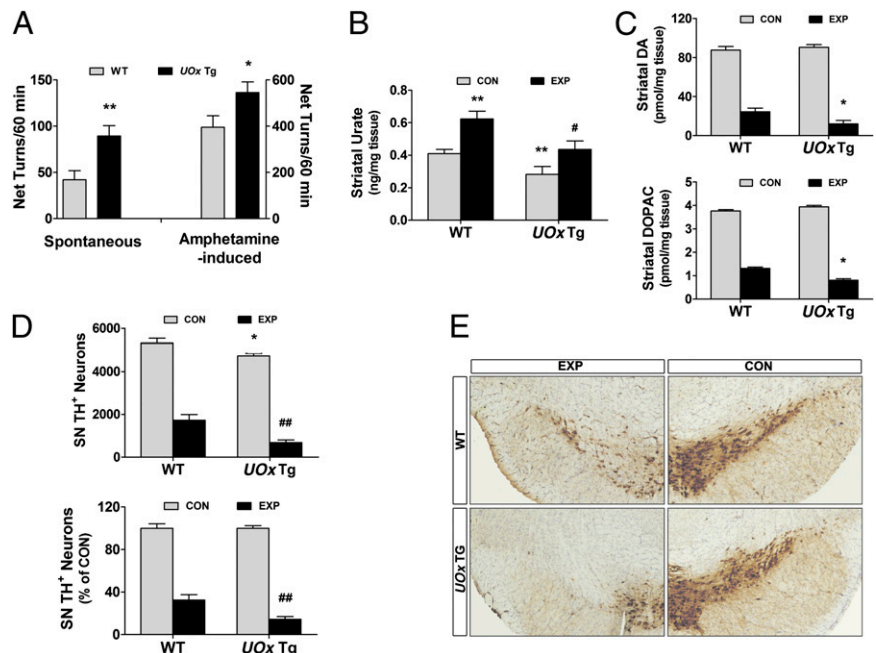 A
WT
UOx Tg
Net Turns/60 min
150
100
50
0
**
*
600
400
200
0
Net Turns/60 min
Spontaneous
Amphetamine
-induced
B
CON
EXP
Striatal Urate
(ng/mg tissue)
0.8
0.6
0.4
0.2
0.0
**
**
#
WT
UOx Tg
C
CON
EXP
Striatal DA
(pmol/mg tissue)
120
80
40
0
*
WT
UOx Tg
CON
EXP
Striatal DOPAC
(pmol/mg tissue)
4
3
2
1
0
*
WT
UOx Tg
D
CON
EXP
SN TH+ Neurons
6000
4000
2000
0
*
##
WT
UOx Tg
CON
EXP
SN TH+ Neurons
(% of CON)
120
80
40
0
##
WT
UOx Tg
E
EXP
CON
WT
UOx TG